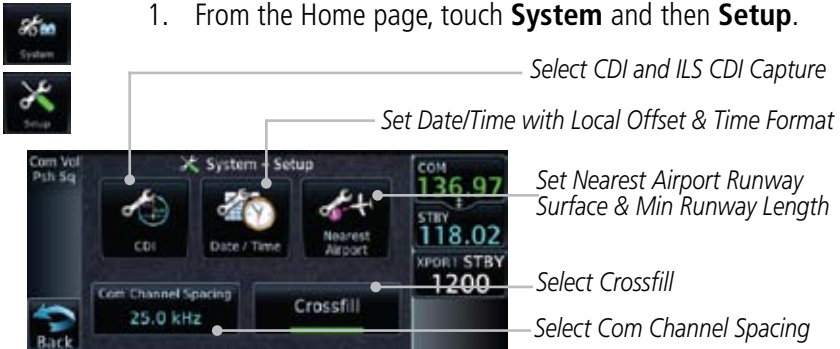 1. From the Home page, touch System and then Setup.
System
Setup
Select CDI and ILS CDI Capture
Set Date/Time with Local Offset & Time Format
Com Vol
Psh Sq
System - Setup
COM
136.97
STBY
118.02
XPORT STBY
1200
CDI
Date / Time
Nearest
Airport
Set Nearest Airport Runway
Surface & Min Runway Length
Com Channel Spacing
25.0 kHz
Crossfill
Back
Select Crossfill
Select Com Channel Spacing